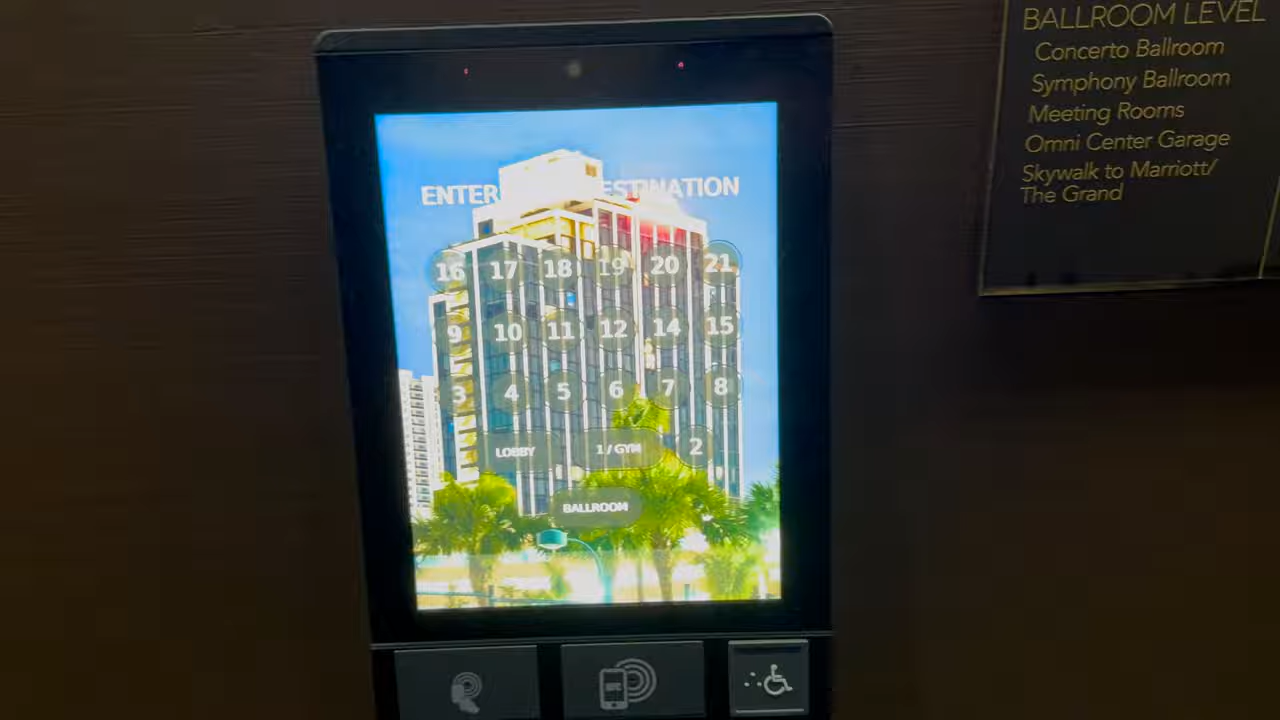 ENTER DESTINATION
16 17 18 19 20 21
9 10 11 12 14 15
3 4 5 6 7 8
LOBBY 1 / GYM 2
BALLROOM
BALLROOM LEVEL
Concerto Ballroom
Symphony Ballroom
Meeting Rooms
Omni Center Garage
Skywalk to Marriott/
The Grand